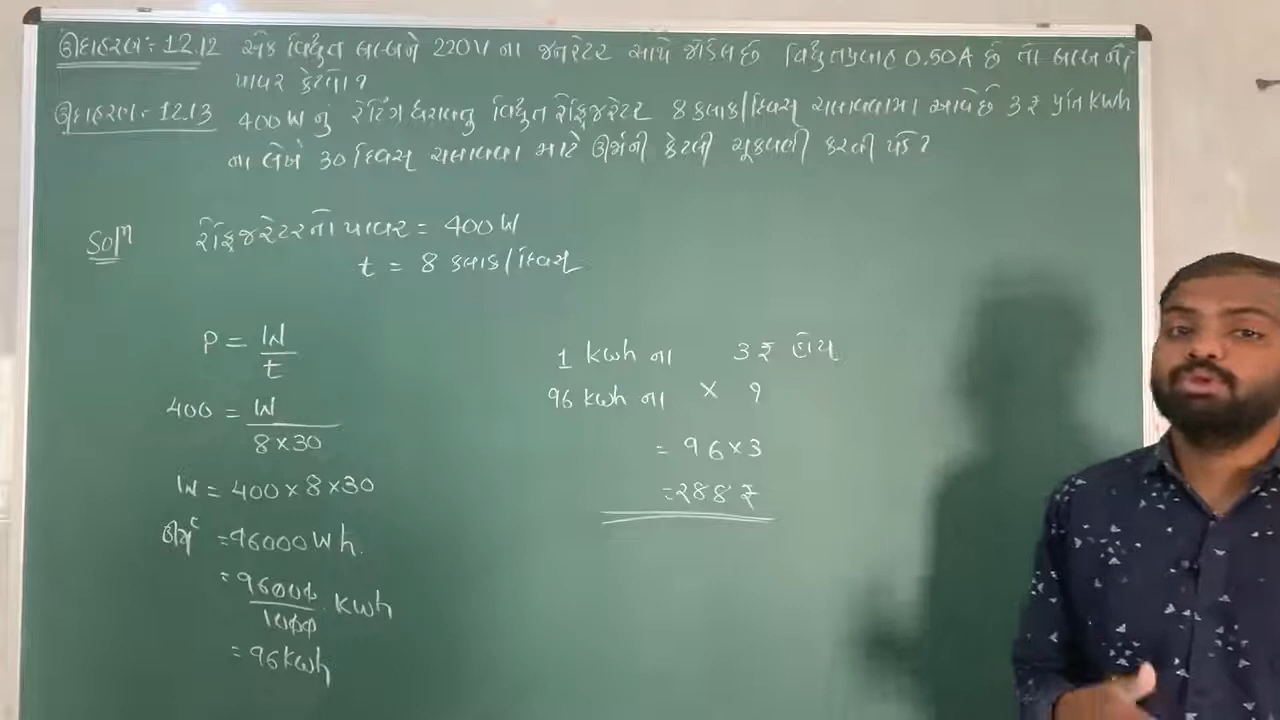 ઉદાહરણ:- 12.12 એક વિદ્યુત બલ્બને 220V ના જનરેટર સાથે જોડેલ છે વિદ્યુતપ્રવાહ 0.50A છે તો બલ્બનો
પાવર કેટલો?
ઉદાહરણ:- 12.13 400W નું રેટિંગ ધરાવતું વિદ્યુત રેફ્રિજરેટર 8 કલાક/દિવસ ચલાવવામાં આવે છે 3 ₹ પ્રતિ kWh
ના લેખે 30 દિવસ ચલાવવા માટે ઊર્જાની કેટલી ચૂકવણી કરવી પડે?
Solⁿ રેફ્રિજરેટરનો પાવર = 400 W
t = 8 કલાક/દિવસ
P = W/t
400 = W/(8×30)
W = 400×8×30
ઊર્જા = 96000 Wh.
= 96000/1000 . kWh
= 96 kWh
1 kWh ના 3 ₹ હોય
96 kWh ના × ?
= 96×3
= ૨88 ₹